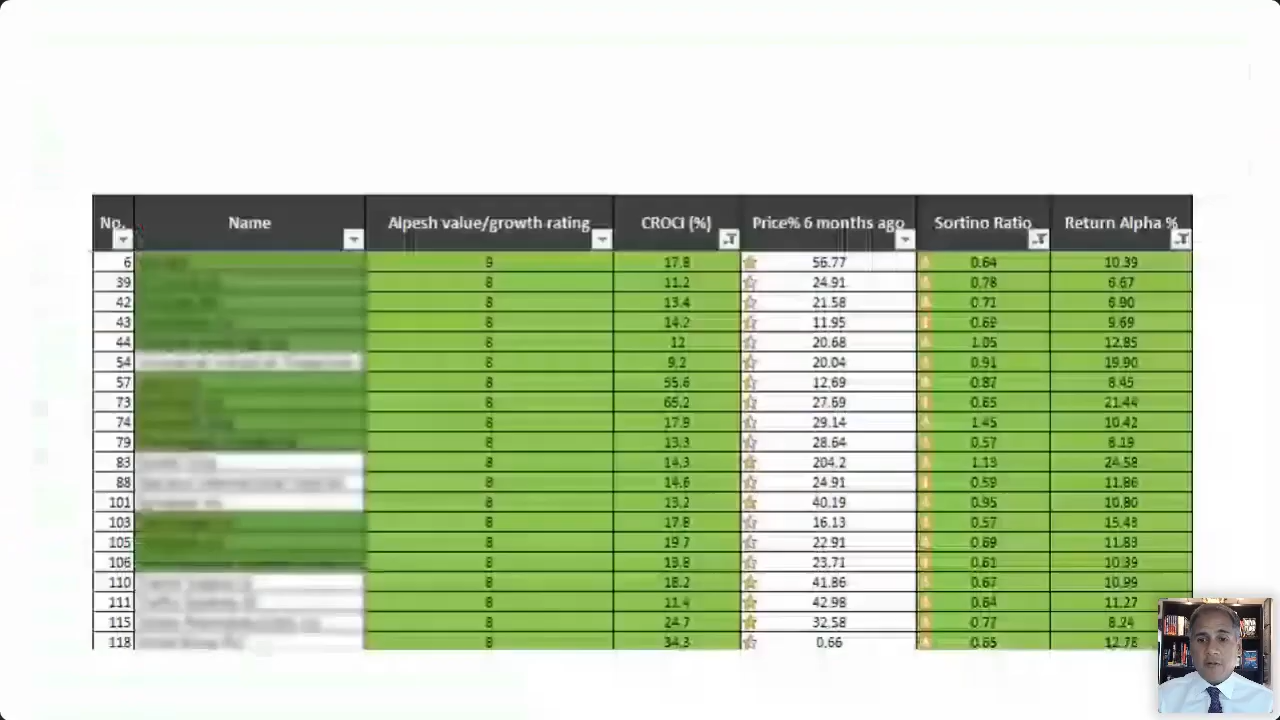 No. Name Alpesh value/growth rating CROCI (%) Price% 6 months ago Sortino Ratio Return Alpha %
6 9 17.8 56.77 0.64 10.39
39 8 11.2 24.91 0.78 6.67
42 8 13.4 21.58 0.71 6.90
43 8 14.2 11.95 0.69 9.69
44 8 12 20.68 1.05 12.85
54 8 9.2 20.04 0.91 19.90
57 8 55.6 12.69 0.87 8.45
73 8 65.2 27.69 0.65 21.44
74 8 17.9 29.14 1.45 10.42
79 8 13.3 28.64 0.57 8.19
83 8 14.3 204.2 1.13 24.58
88 8 14.6 24.91 0.59 11.86
101 8 13.2 40.19 0.95 10.80
103 8 17.8 16.13 0.57 15.48
105 8 19.7 22.91 0.69 11.83
106 8 13.8 23.71 0.61 10.39
110 8 18.2 41.86 0.67 10.99
111 8 11.4 42.98 0.64 11.27
115 8 24.7 32.58 0.77 8.24
118 8 34.3 0.66 0.65 12.78